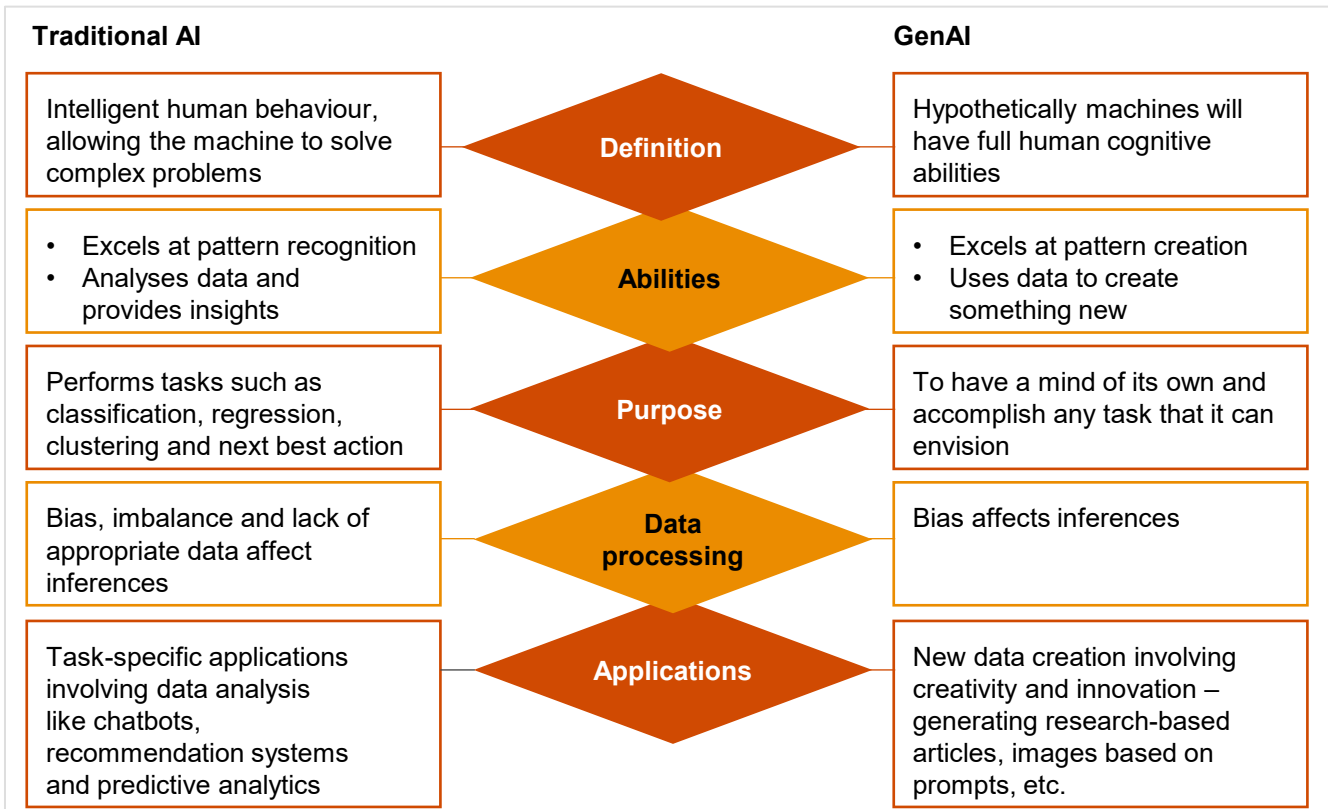 Traditional AI
GenAI
Intelligent human behaviour,
allowing the machine to solve
complex problems
Definition
Hypothetically machines will
have full human cognitive
abilities
• Excels at pattern recognition
• Analyses data and
provides insights
Abilities
• Excels at pattern creation
• Uses data to create
something new
Performs tasks such as
classification, regression,
clustering and next best action
Purpose
To have a mind of its own and
accomplish any task that it can
envision
Bias, imbalance and lack of
appropriate data affect
inferences
Data
processing
Bias affects inferences
Task-specific applications
involving data analysis
like chatbots,
recommendation systems
and predictive analytics
Applications
New data creation involving
creativity and innovation –
generating research-based
articles, images based on
prompts, etc.